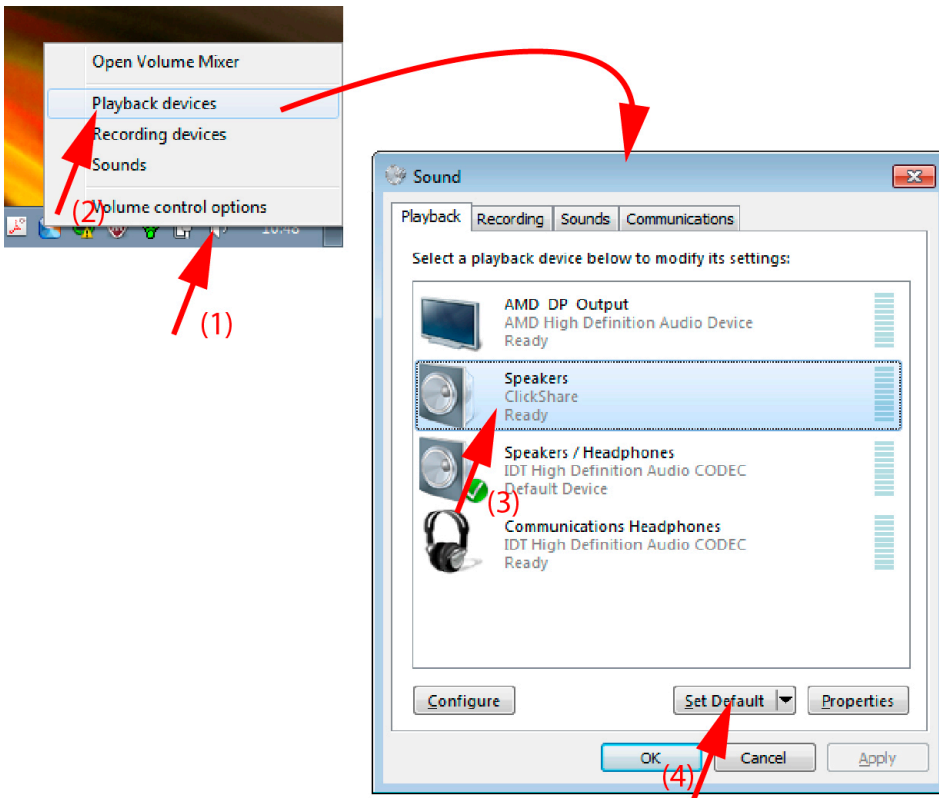 Open Volume Mixer
Playback devices
Recording devices
Sounds
Volume control options
(2)
10:48
(1)
Sound
Playback
Recording
Sounds
Communications
Select a playback device below to modify its settings:
AMD DP Output
AMD High Definition Audio Device
Ready
Speakers
ClickShare
Ready
Speakers / Headphones
IDT High Definition Audio CODEC
Default Device
(3)
Communications Headphones
IDT High Definition Audio CODEC
Ready
Configure
Set Default
Properties
OK
Cancel
Apply
(4)